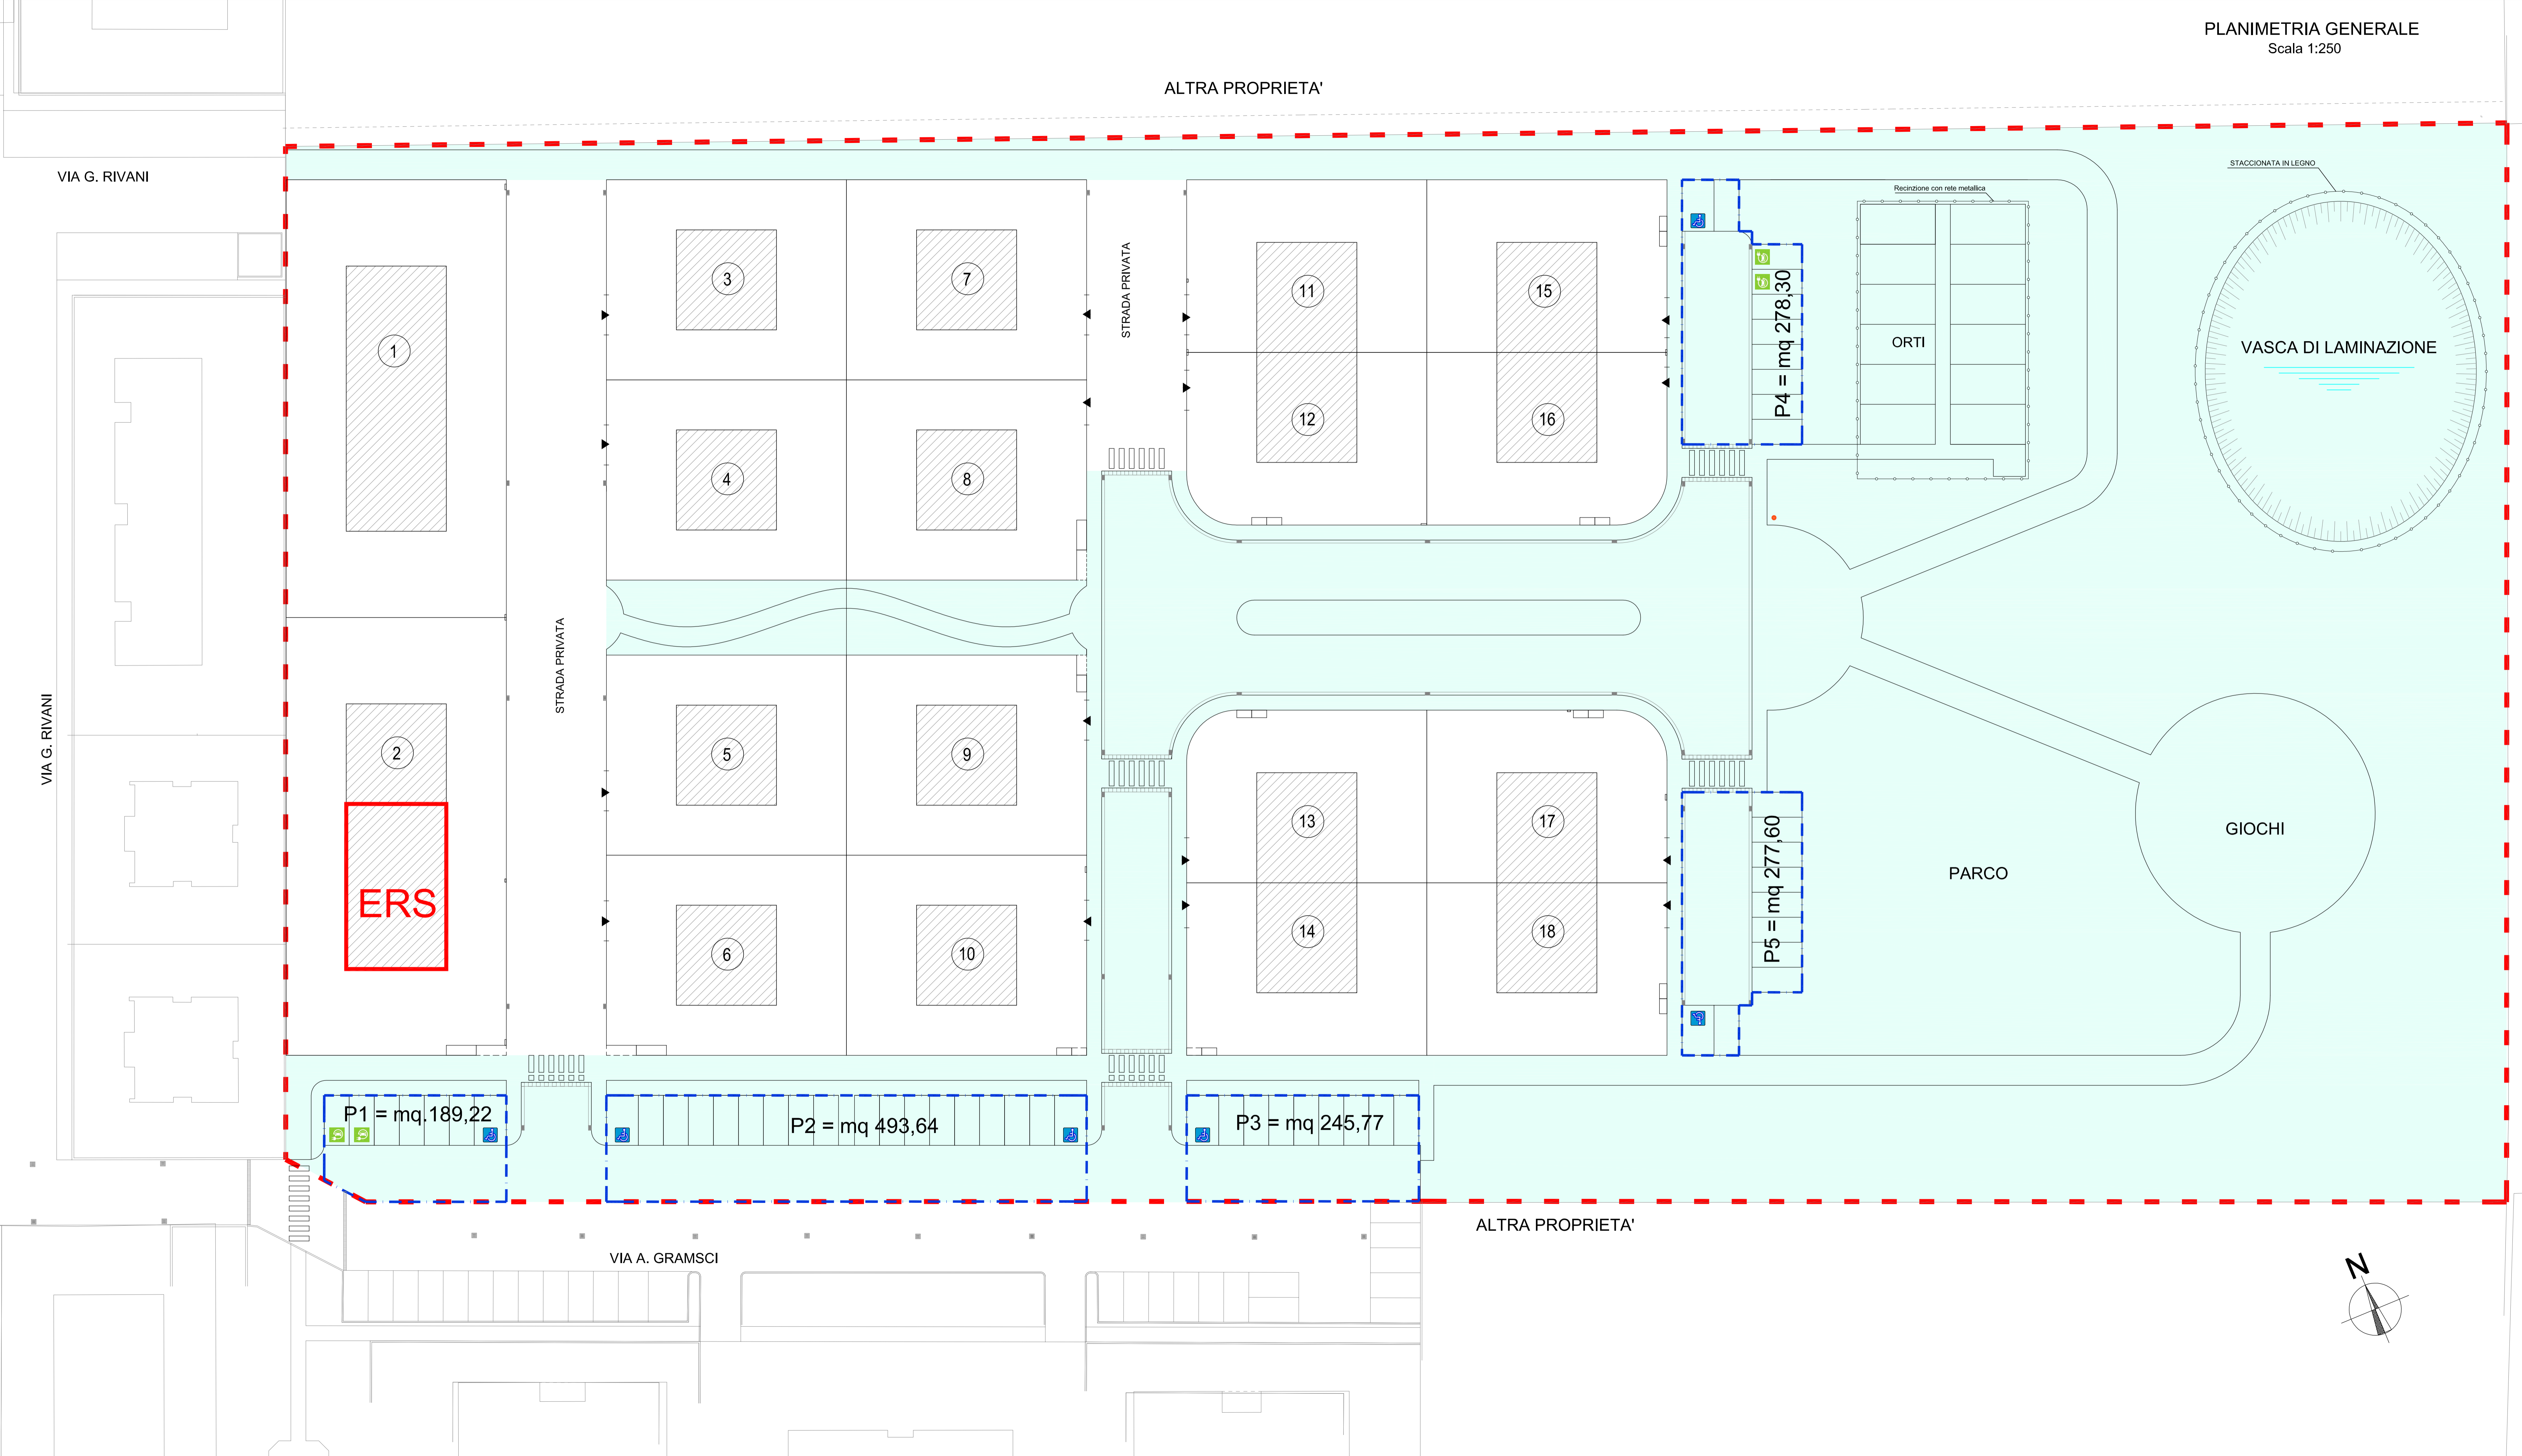 PLANIMETRIA GENERALE
Scala 1:250
ALTRA PROPRIETA'
STACCIONATA IN LEGNO
VIA G. RIVANI
Recinzione con rete metallica
STRADA PRIVATA
3
7
11
15
P4 = mq 278,30
ORTI
VASCA DI LAMINAZIONE
1
12
16
4
8
STRADA PRIVATA
VIA G. RIVANI
2
5
9
13
17
GIOCHI
P5 = mq 277,60
PARCO
ERS
6
10
14
18
P1 = mq.189,22
P2 = mq 493,64
P3 = mq 245,77
ALTRA PROPRIETA'
VIA A. GRAMSCI
N